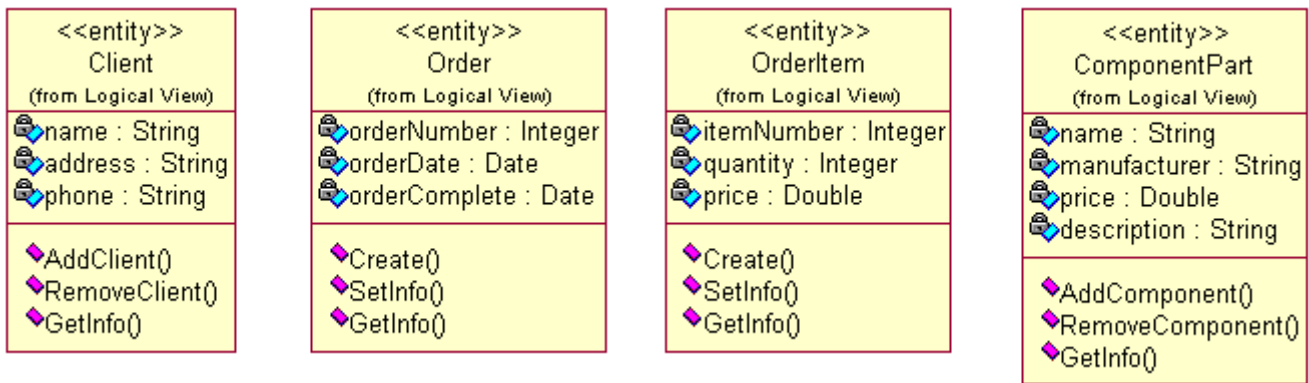 <<entity>>
Client
(from Logical View)
name : String
address : String
phone : String
AddClient()
RemoveClient()
GetInfo()
<<entity>>
Order
(from Logical View)
orderNumber : Integer
orderDate : Date
orderComplete : Date
Create()
SetInfo()
GetInfo()
<<entity>>
OrderItem
(from Logical View)
itemNumber : Integer
quantity : Integer
price : Double
Create()
SetInfo()
GetInfo()
<<entity>>
ComponentPart
(from Logical View)
name : String
manufacturer : String
price : Double
description : String
AddComponent()
RemoveComponent()
GetInfo()